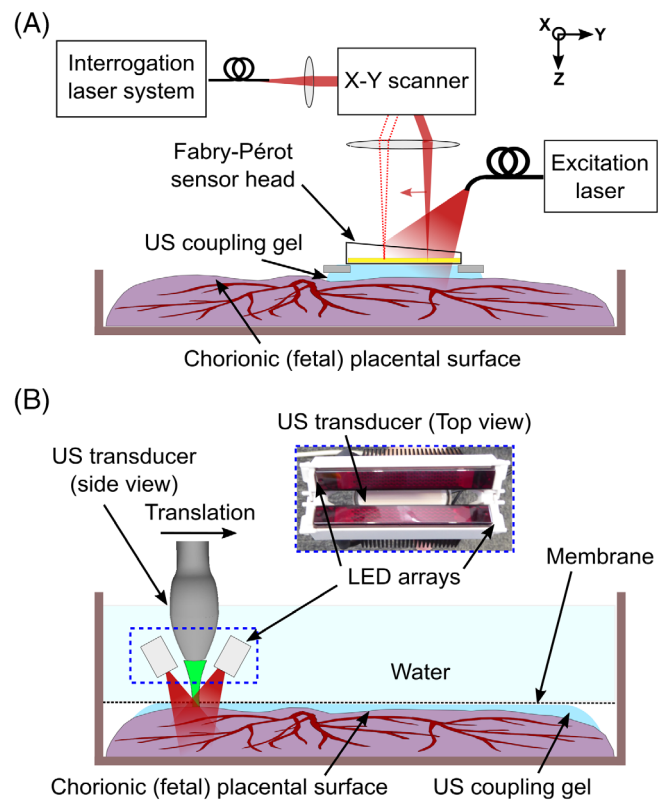 (A)
Interrogation
laser system
X-Y scanner
X
Y
Z
Fabry-Pérot
sensor head
Excitation
laser
US coupling gel
Chorionic (fetal) placental surface
(B)
US transducer (Top view)
US transducer
(side view)
Translation
LED arrays
Membrane
Water
Chorionic (fetal) placental surface
US coupling gel